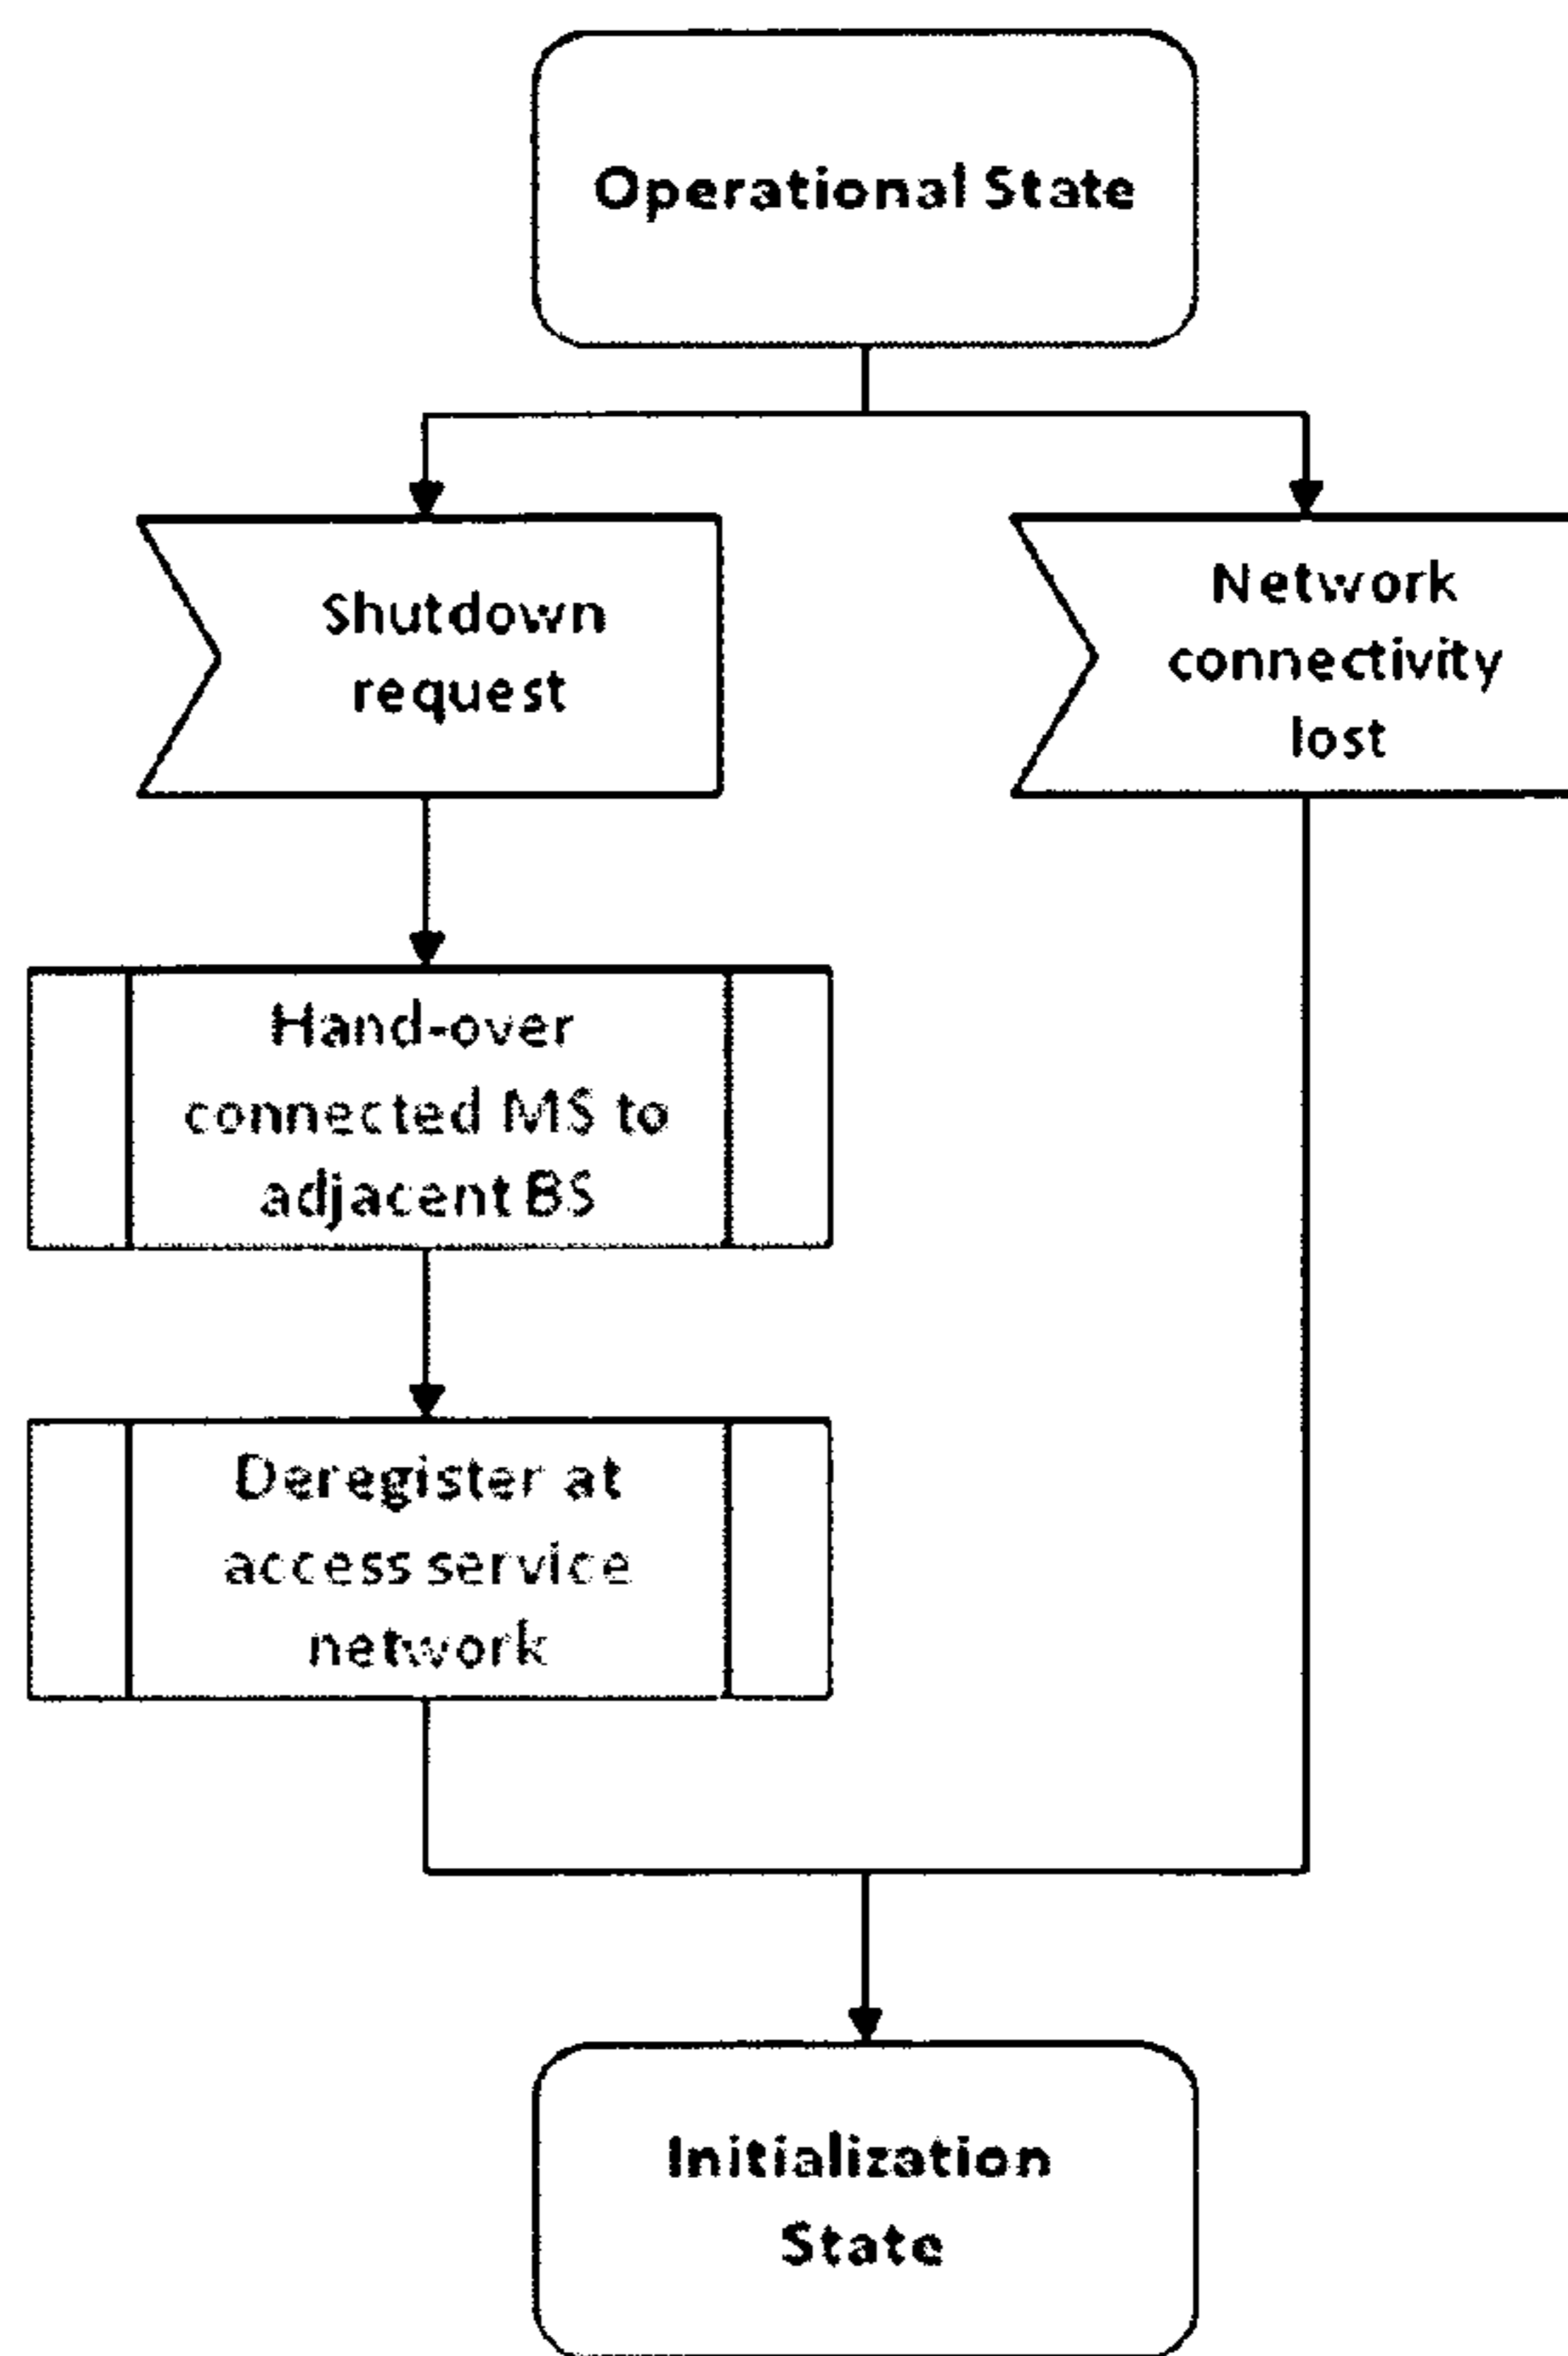 Operational State
Shutdown
request
Network
connectivity
lost
Hand-over
connected MS to
adjacent BS
Deregister at
access service
network
Initialization
State